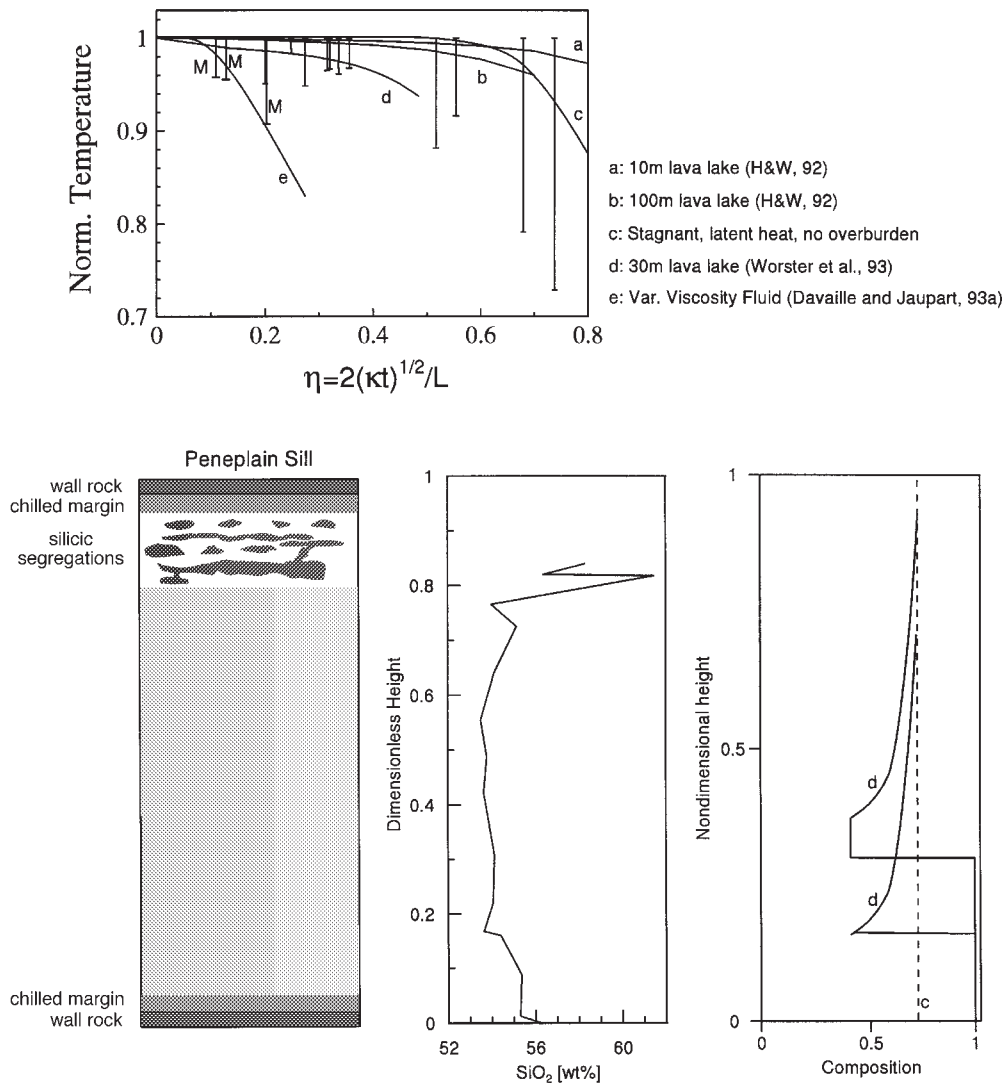 Norm. Temperature
1
0.9
0.8
0.7
0
0.2
0.4
0.6
0.8
η=2(κt)^1/2/L
M
M
M
a
b
c
d
e
a: 10m lava lake (H&W, 92)
b: 100m lava lake (H&W, 92)
c: Stagnant, latent heat, no overburden
d: 30m lava lake (Worster et al., 93)
e: Var. Viscosity Fluid (Davaille and Jaupart, 93a)
Peneplain Sill
wall rock
chilled margin
silicic
segregations
chilled margin
wall rock
Dimensionless Height
1
0.8
0.6
0.4
0.2
0
52
56
60
SiO2 [wt%]
Nondimensional height
1
0.5
0
d
d
c
0
0.5
1
Composition